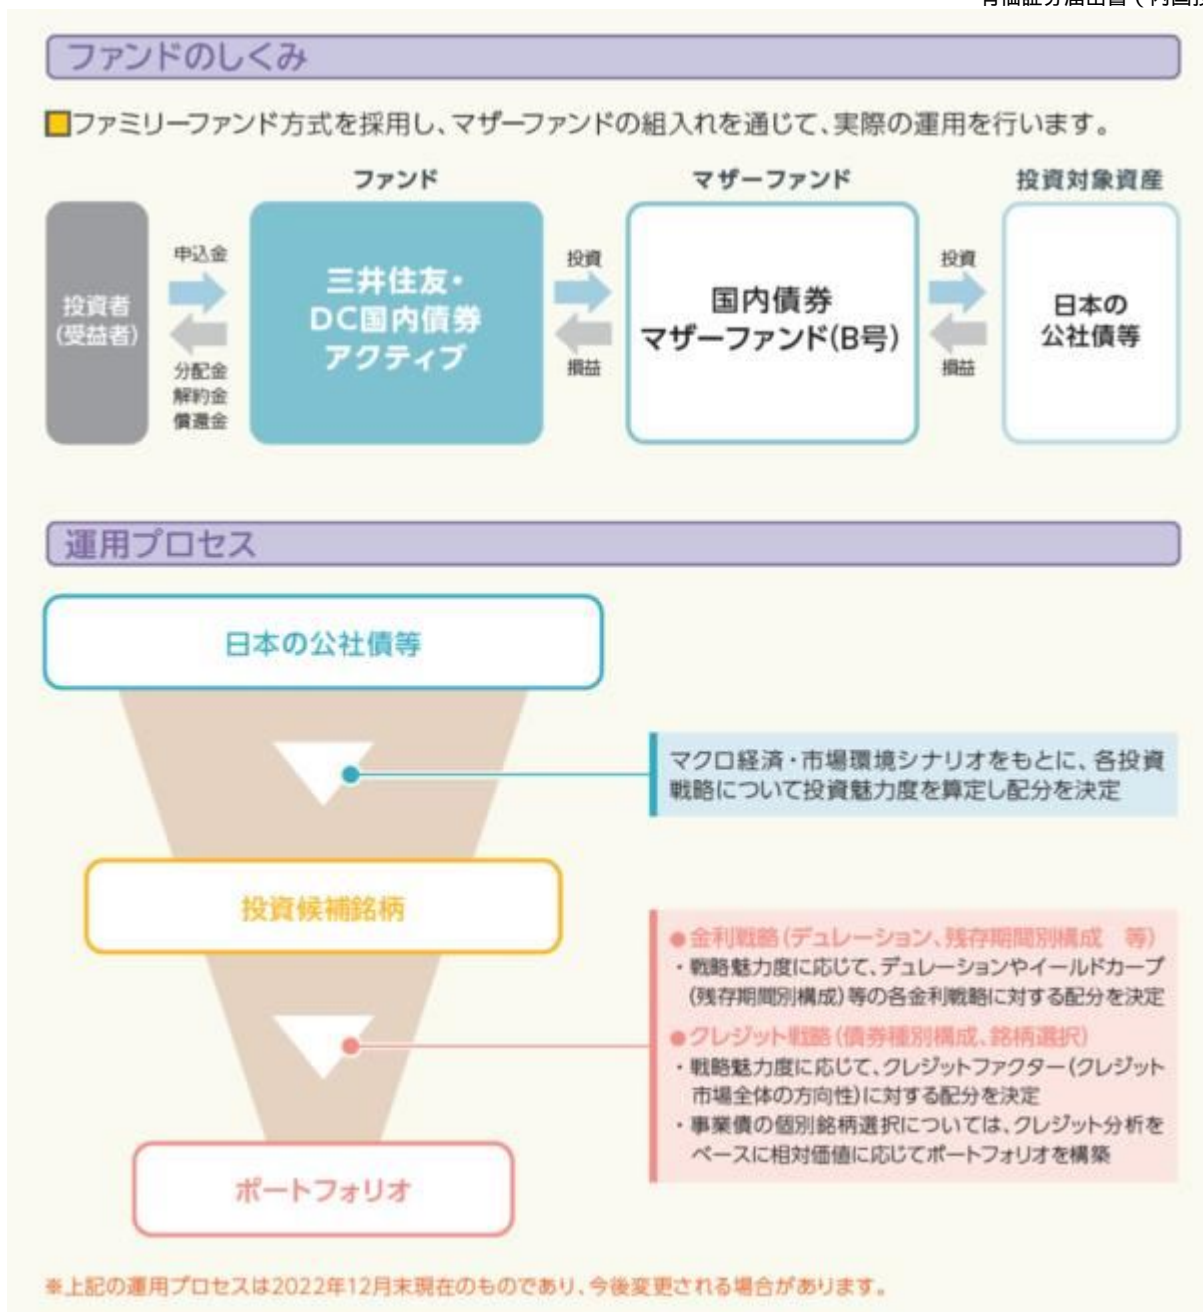 有価証券届出書（内国投
ファンドのしくみ
ファミリーファンド方式を採用し、マザーファンドの組入れを通じて、実際の運用を行います。
ファンド
マザーファンド
投資対象資産
投資者
(受益者)
申込金
分配金
解約金
償還金
三井住友・
DC国内債券
アクティブ
投資
損益
国内債券
マザーファンド(B号)
投資
損益
日本の
公社債等
運用プロセス
日本の公社債等
マクロ経済・市場環境シナリオをもとに、各投資
戦略について投資魅力度を算定し配分を決定
投資候補銘柄
●金利戦略(デュレーション、残存期間別構成　等)
・戦略魅力度に応じて、デュレーションやイールドカーブ
(残存期間別構成)等の各金利戦略に対する配分を決定
●クレジット戦略(債券種別構成、銘柄選択)
・戦略魅力度に応じて、クレジットファクター(クレジット
市場全体の方向性)に対する配分を決定
・事業債の個別銘柄選択については、クレジット分析を
ベースに相対価値に応じてポートフォリオを構築
ポートフォリオ
※上記の運用プロセスは2022年12月末現在のものであり、今後変更される場合があります。